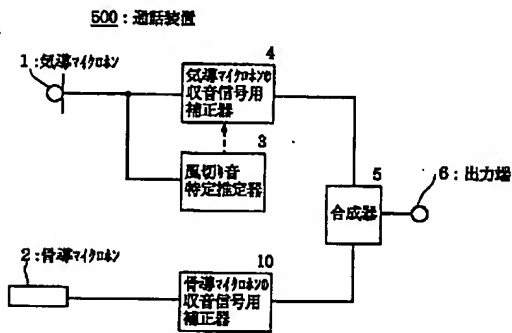 500:通話装置
1:気導マイクロホン
4
気導マイクロホンの
収音信号用
補正器
3
風切り音
特定推定器
5
合成器
6:出力端
2:骨導マイクロホン
10
骨導マイクロホンの
収音信号用
補正器